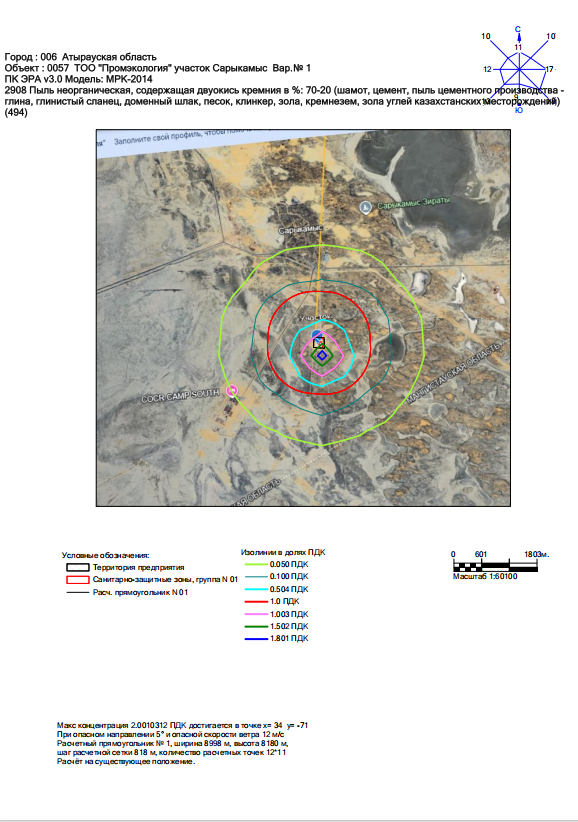 С
10
10
11
12
17
Ю
Город : 006 Атырауская область
Объект : 0057 ТОО "Промэкология" участок Сарыкамыс Вар.№ 1
ПК ЭРА v3.0 Модель: МРК-2014
2908 Пыль неорганическая, содержащая двуокись кремния в %: 70-20 (шамот, цемент, пыль цементного производства -
глина, глинистый сланец, доменный шлак, песок, клинкер, зола, кремнезем, зола углей казахстанских месторождений)
(494)
Заполните свой профиль, чтобы
Сарыкамыс Зираты
Сарыкамыс
Участок
COCR CAMP SOUTH
МАНГИСТАУСКАЯ ОБЛАСТЬ
АЯ ОБЛАСТЬ
Условные обозначения:
Территория предприятия
Санитарно-защитные зоны, группа N 01
Расч. прямоугольник N 01
Изолинии в долях ПДК
0.050 ПДК
0.100 ПДК
0.504 ПДК
1.0 ПДК
1.003 ПДК
1.502 ПДК
1.801 ПДК
0 601 1803м.
Масштаб 1:60100
Макс концентрация 2.0010312 ПДК достигается в точке x= 34 y= -71
При опасном направлении 5° и опасной скорости ветра 12 м/с
Расчетный прямоугольник № 1, ширина 8998 м, высота 8180 м,
шаг расчетной сетки 818 м, количество расчетных точек 12*11
Расчёт на существующее положение.